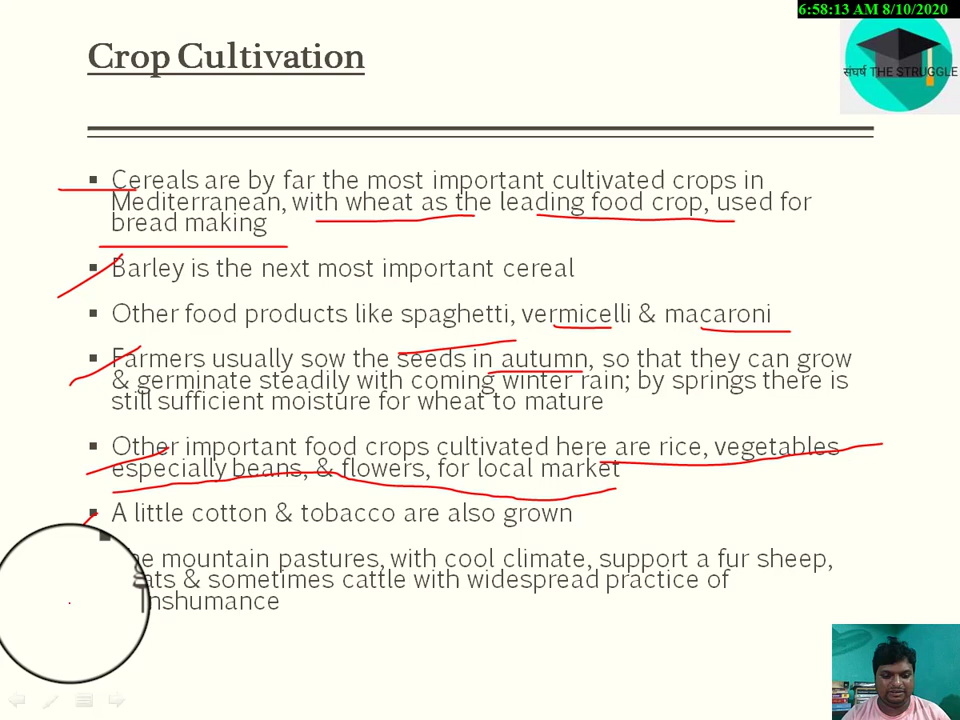 6:58:13 AM 8/10/2020
Crop Cultivation
संघर्ष THE STRUGGLE
Cereals are by far the most important cultivated crops in
Mediterranean, with wheat as the leading food crop, used for
bread making
Barley is the next most important cereal
Other food products like spaghetti, vermicelli & macaroni
Farmers usually sow the seeds in autumn, so that they can grow
& germinate steadily with coming winter rain; by springs there is
still sufficient moisture for wheat to mature
Other important food crops cultivated here are rice, vegetables
especially beans, & flowers, for local market
A little cotton & tobacco are also grown
mountain pastures, with cool climate, support a fur sheep,
& sometimes cattle with widespread practice of